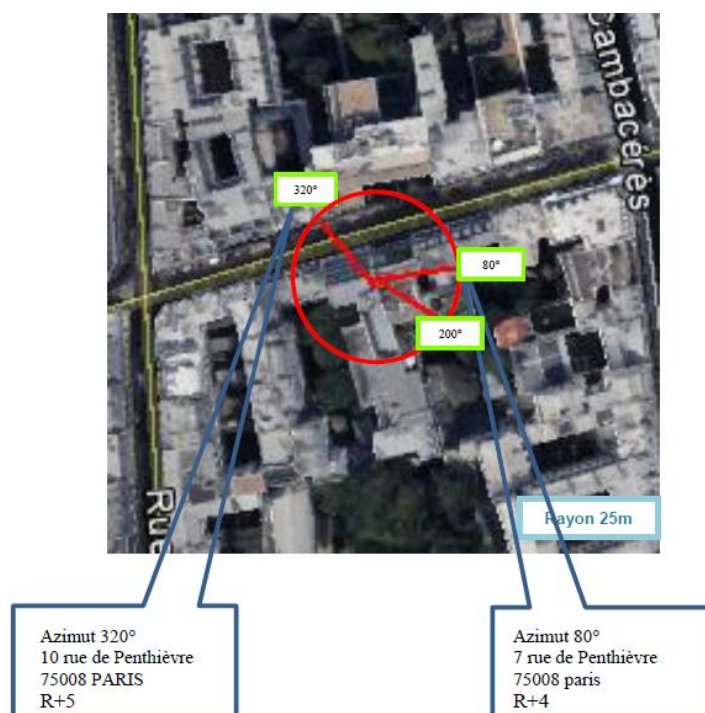 Cambacérès
320°
80°
200°
Rue
Rayon 25m
Azimut 320°
10 rue de Penthièvre
75008 PARIS
R+5
Azimut 80°
7 rue de Penthièvre
75008 paris
R+4